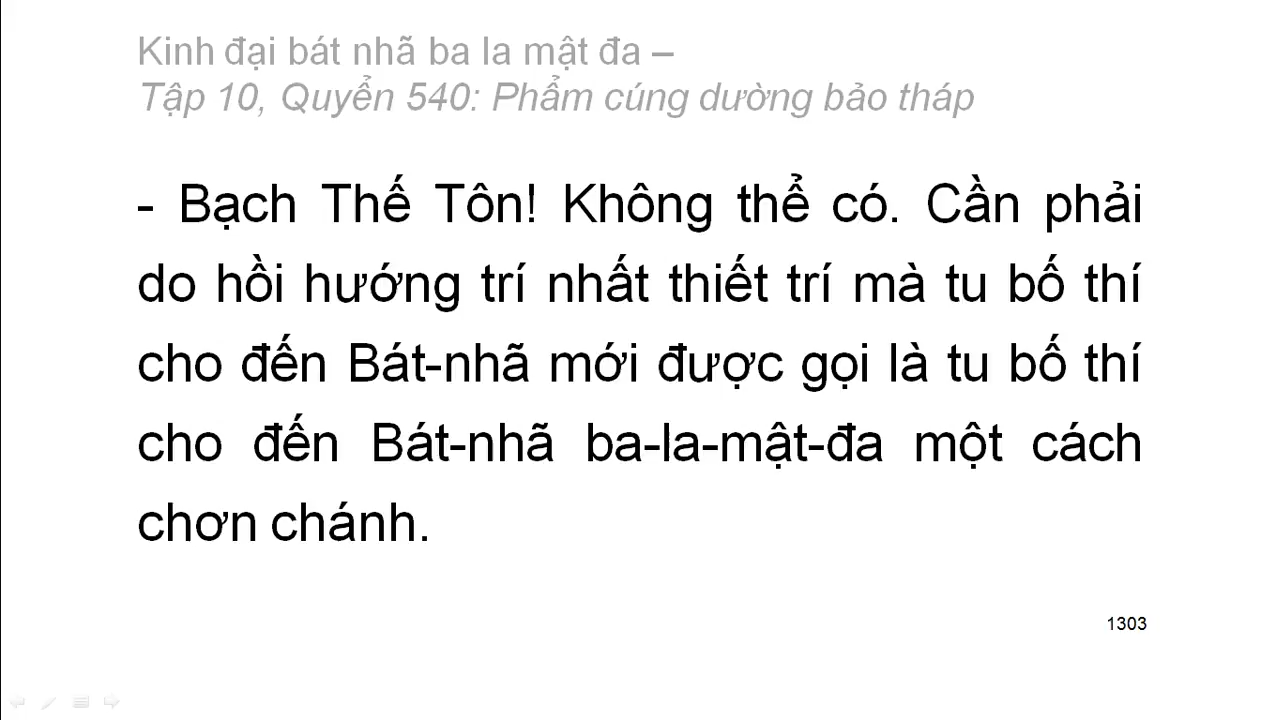 Kinh đại bát nhã ba la mật đa –
Tập 10, Quyển 540: Phẩm cúng dường bảo tháp
- Bạch Thế Tôn! Không thể có. Cần phải
do hồi hướng trí nhất thiết trí mà tu bố thí
cho đến Bát-nhã mới được gọi là tu bố thí
cho đến Bát-nhã ba-la-mật-đa một cách
chơn chánh.
1303